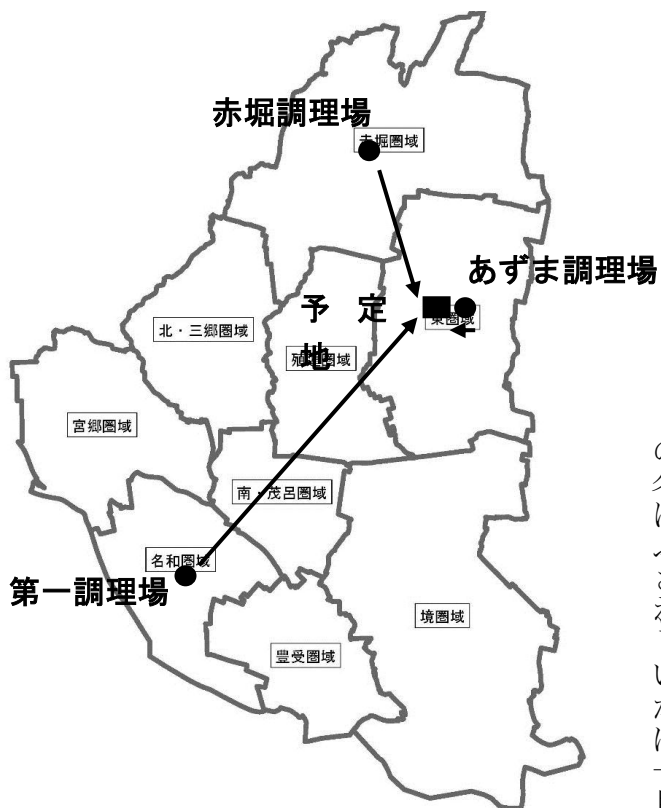 赤堀調理場
赤堀圏域
あずま調理場
予　定
地
東圏域
北・三郷圏域
宮郷圏域
南・茂呂圏域
名和圏域
第一調理場
境圏域
豊受圏域